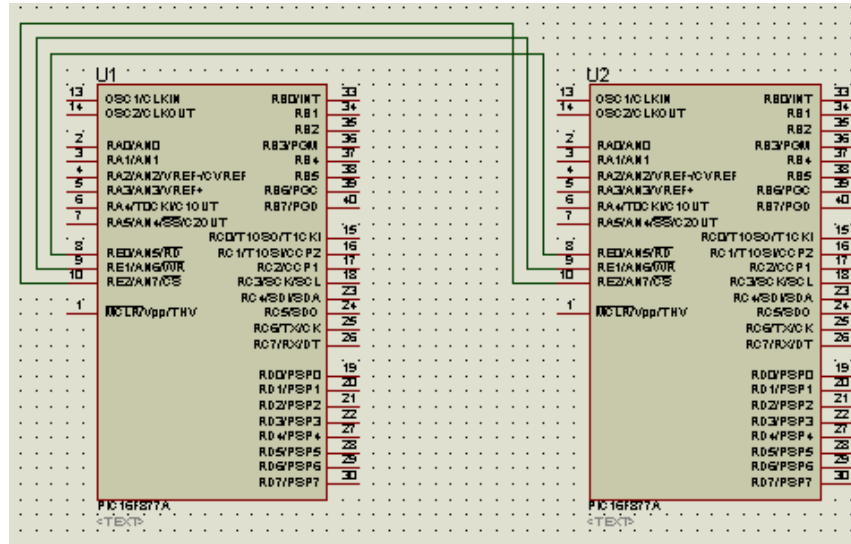 U1
13 OSC1/CLKIN RB0/INT 33
14 OSC2/CLKOUT RB1 34
RB2 35
2 RA0/AN0 RB3/PGM 36
3 RA1/AN1 RB4 37
4 RA2/AN2/VREF-/CVREF RB5 38
5 RA3/AN3/VREF+ RB6/PGC 39
6 RA4/T0CKI/C1OUT RB7/PGD 40
7 RA5/AN4/SS/C2OUT
RC0/T1OSO/T1CKI 15
8 RE0/AN5/RD RC1/T1OSI/CCP2 16
9 RE1/AN6/WR RC2/CCP1 17
10 RE2/AN7/CS RC3/SCK/SCL 18
RC4/SDI/SDA 23
1 MCLR/Vpp/THV RC5/SDO 24
RC6/TX/CK 25
RC7/RX/DT 26
RD0/PSP0 19
RD1/PSP1 20
RD2/PSP2 21
RD3/PSP3 22
RD4/PSP4 27
RD5/PSP5 28
RD6/PSP6 29
RD7/PSP7 30
PIC16F877A
<TEXT>
U2
13 OSC1/CLKIN RB0/INT 33
14 OSC2/CLKOUT RB1 34
RB2 35
2 RA0/AN0 RB3/PGM 36
3 RA1/AN1 RB4 37
4 RA2/AN2/VREF-/CVREF RB5 38
5 RA3/AN3/VREF+ RB6/PGC 39
6 RA4/T0CKI/C1OUT RB7/PGD 40
7 RA5/AN4/SS/C2OUT
RC0/T1OSO/T1CKI 15
8 RE0/AN5/RD RC1/T1OSI/CCP2 16
9 RE1/AN6/WR RC2/CCP1 17
10 RE2/AN7/CS RC3/SCK/SCL 18
RC4/SDI/SDA 23
1 MCLR/Vpp/THV RC5/SDO 24
RC6/TX/CK 25
RC7/RX/DT 26
RD0/PSP0 19
RD1/PSP1 20
RD2/PSP2 21
RD3/PSP3 22
RD4/PSP4 27
RD5/PSP5 28
RD6/PSP6 29
RD7/PSP7 30
PIC16F877A
<TEXT>